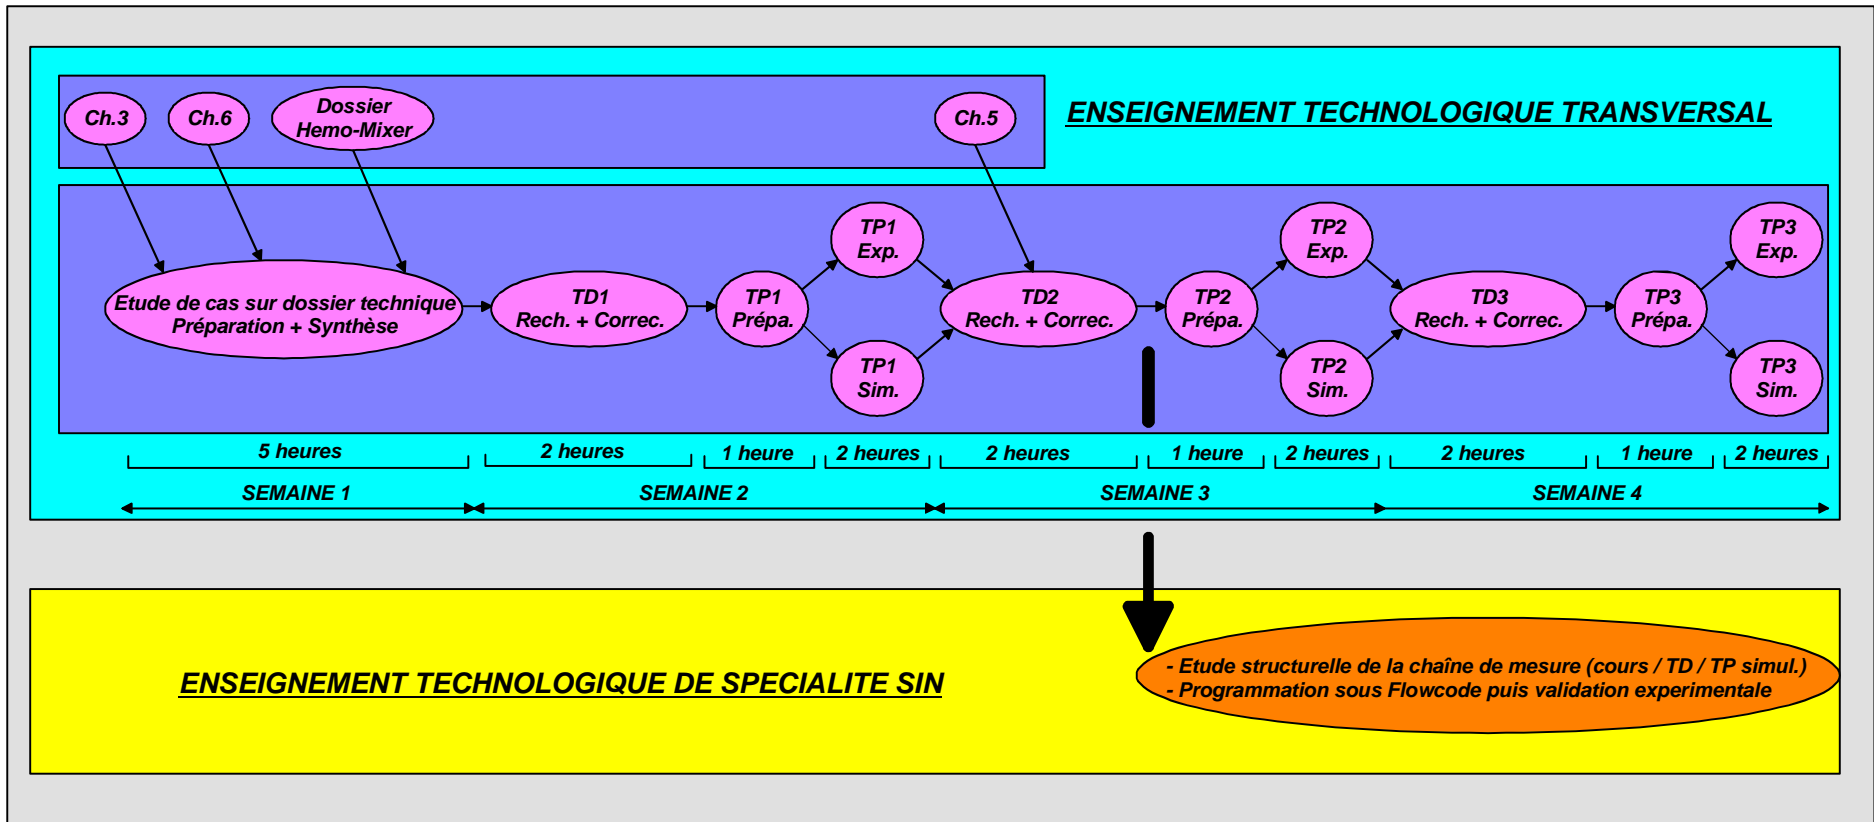 Ch.3
Ch.6
Dossier
Hemo-Mixer
Ch.5
ENSEIGNEMENT TECHNOLOGIQUE TRANSVERSAL
Etude de cas sur dossier technique
Préparation + Synthèse
TD1
Rech. + Correc.
TP1
Prépa.
TP1
Exp.
TP1
Sim.
TD2
Rech. + Correc.
TP2
Prépa.
TP2
Exp.
TP2
Sim.
TD3
Rech. + Correc.
TP3
Prépa.
TP3
Exp.
TP3
Sim.
5 heures
2 heures
1 heure
2 heures
2 heures
1 heure
2 heures
2 heures
1 heure
2 heures
SEMAINE 1
SEMAINE 2
SEMAINE 3
SEMAINE 4
ENSEIGNEMENT TECHNOLOGIQUE DE SPECIALITE SIN
- Etude structurelle de la chaîne de mesure (cours / TD / TP simul.)
- Programmation sous Flowcode puis validation experimentale